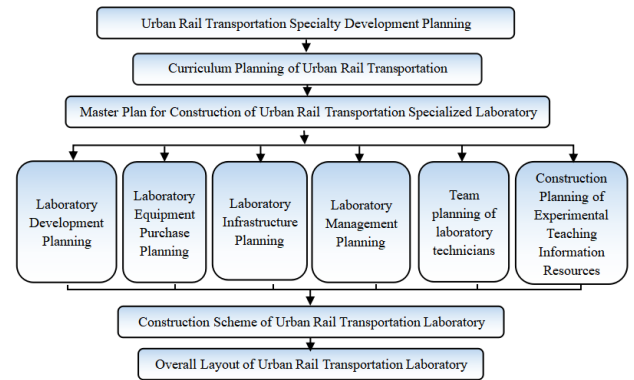 Urban Rail Transportation Specialty Development Planning
Curriculum Planning of Urban Rail Transportation
Master Plan for Construction of Urban Rail Transportation Specialized Laboratory
Laboratory
Development
Planning
Laboratory
Equipment
Purchase
Planning
Laboratory
Infrastructure
Planning
Laboratory
Management
Planning
Team
planning of
laboratory
technicians
Construction
Planning of
Experimental
Teaching
Information
Resources
Construction Scheme of Urban Rail Transportation Laboratory
Overall Layout of Urban Rail Transportation Laboratory